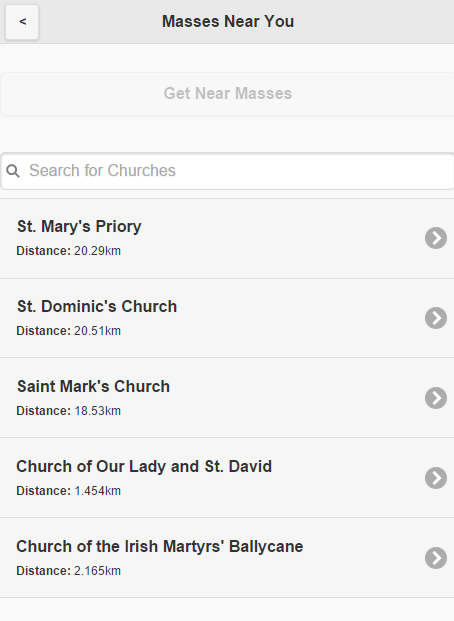 <
Masses Near You
Get Near Masses
Search for Churches
St. Mary's Priory
Distance: 20.29km
St. Dominic's Church
Distance: 20.51km
Saint Mark's Church
Distance: 18.53km
Church of Our Lady and St. David
Distance: 1.454km
Church of the Irish Martyrs' Ballycane
Distance: 2.165km